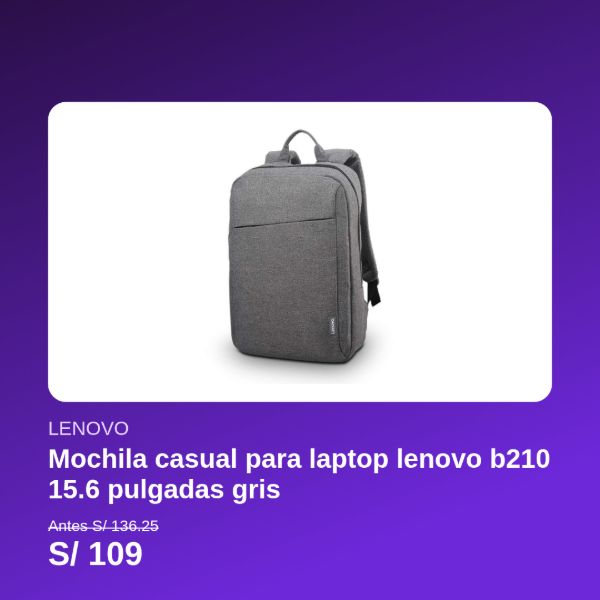 LENOVO
Mochila casual para laptop lenovo b210
15.6 pulgadas gris
Antes S/ 136.25
S/ 109